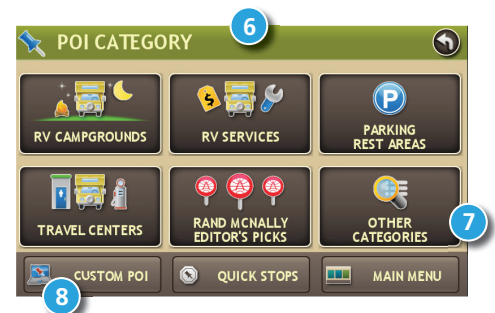 6
POI CATEGORY
RV CAMPGROUNDS
RV SERVICES
P
PARKING
REST AREAS
$
TRAVEL CENTERS
RAND MCNALLY
EDITOR'S PICKS
OTHER
CATEGORIES
7
CUSTOM POI
QUICK STOPS
MAIN MENU
8